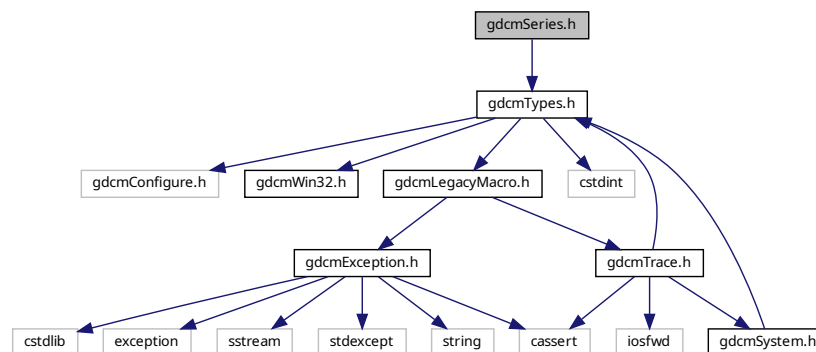 gdcmSeries.h
gdcmTypes.h
gdcmConfigure.h
gdcmWin32.h
gdcmLegacyMacro.h
cstdint
gdcmException.h
gdcmTrace.h
cstdlib
exception
sstream
stdexcept
string
cassert
iosfwd
gdcmSystem.h